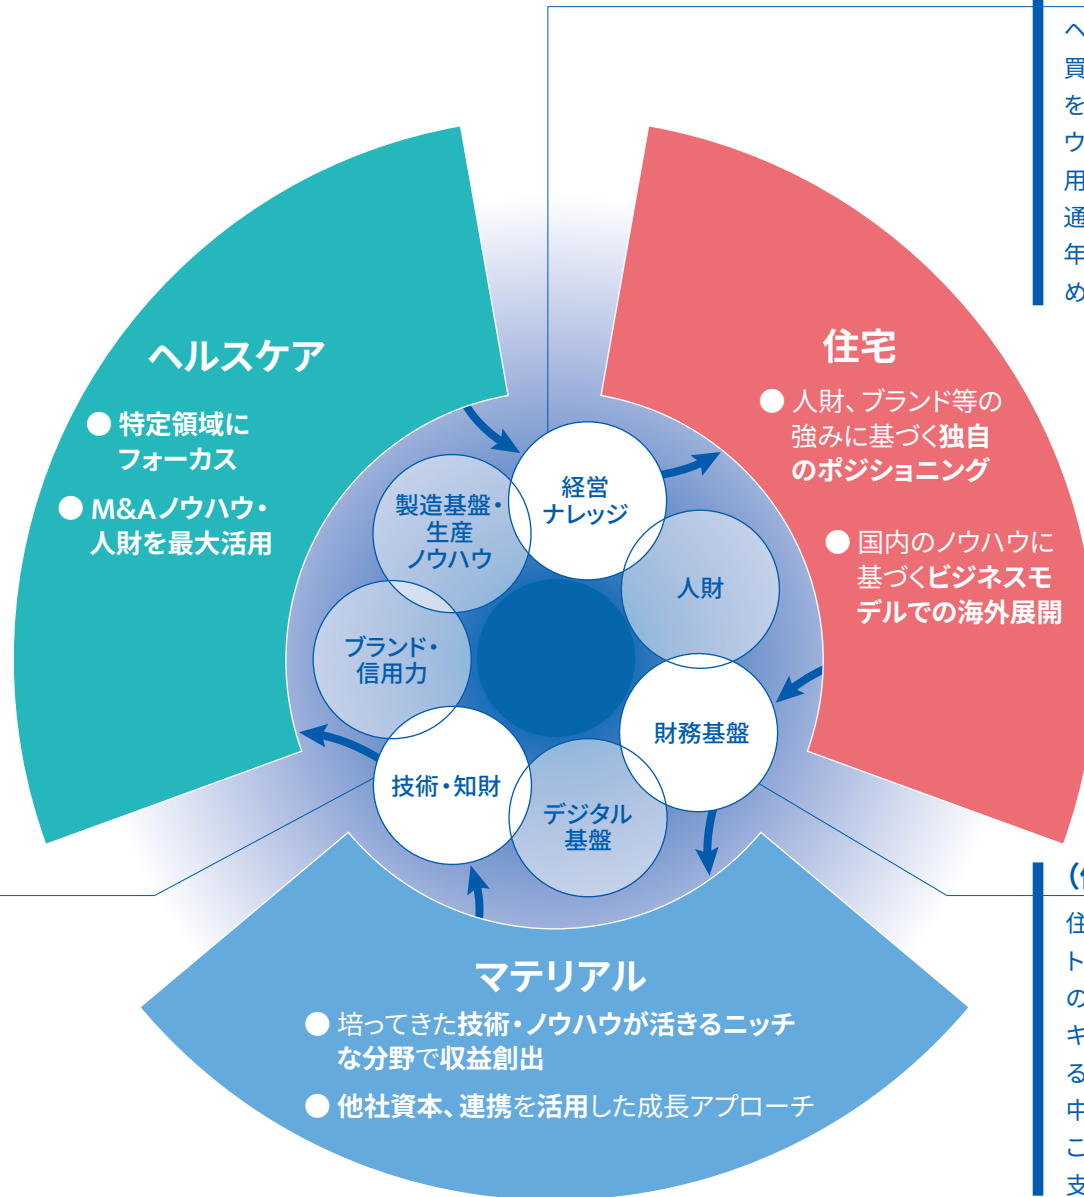 ヘ
買
を
ウ
用
通
年
め
ヘルスケア
● 特定領域に
フォーカス
● M&Aノウハウ・
人財を最大活用
住宅
● 人財、ブランド等の
強みに基づく独自
のポジショニング
● 国内のノウハウに
基づくビジネスモ
デルでの海外展開
経営
ナレッジ
人財
財務基盤
デジタル
基盤
技術・知財
ブランド・
信用力
製造基盤・
生産
ノウハウ
マテリアル
● 培ってきた技術・ノウハウが活きるニッチ
な分野で収益創出
● 他社資本、連携を活用した成長アプローチ
住
ト
の
キ
る
中
こ
支